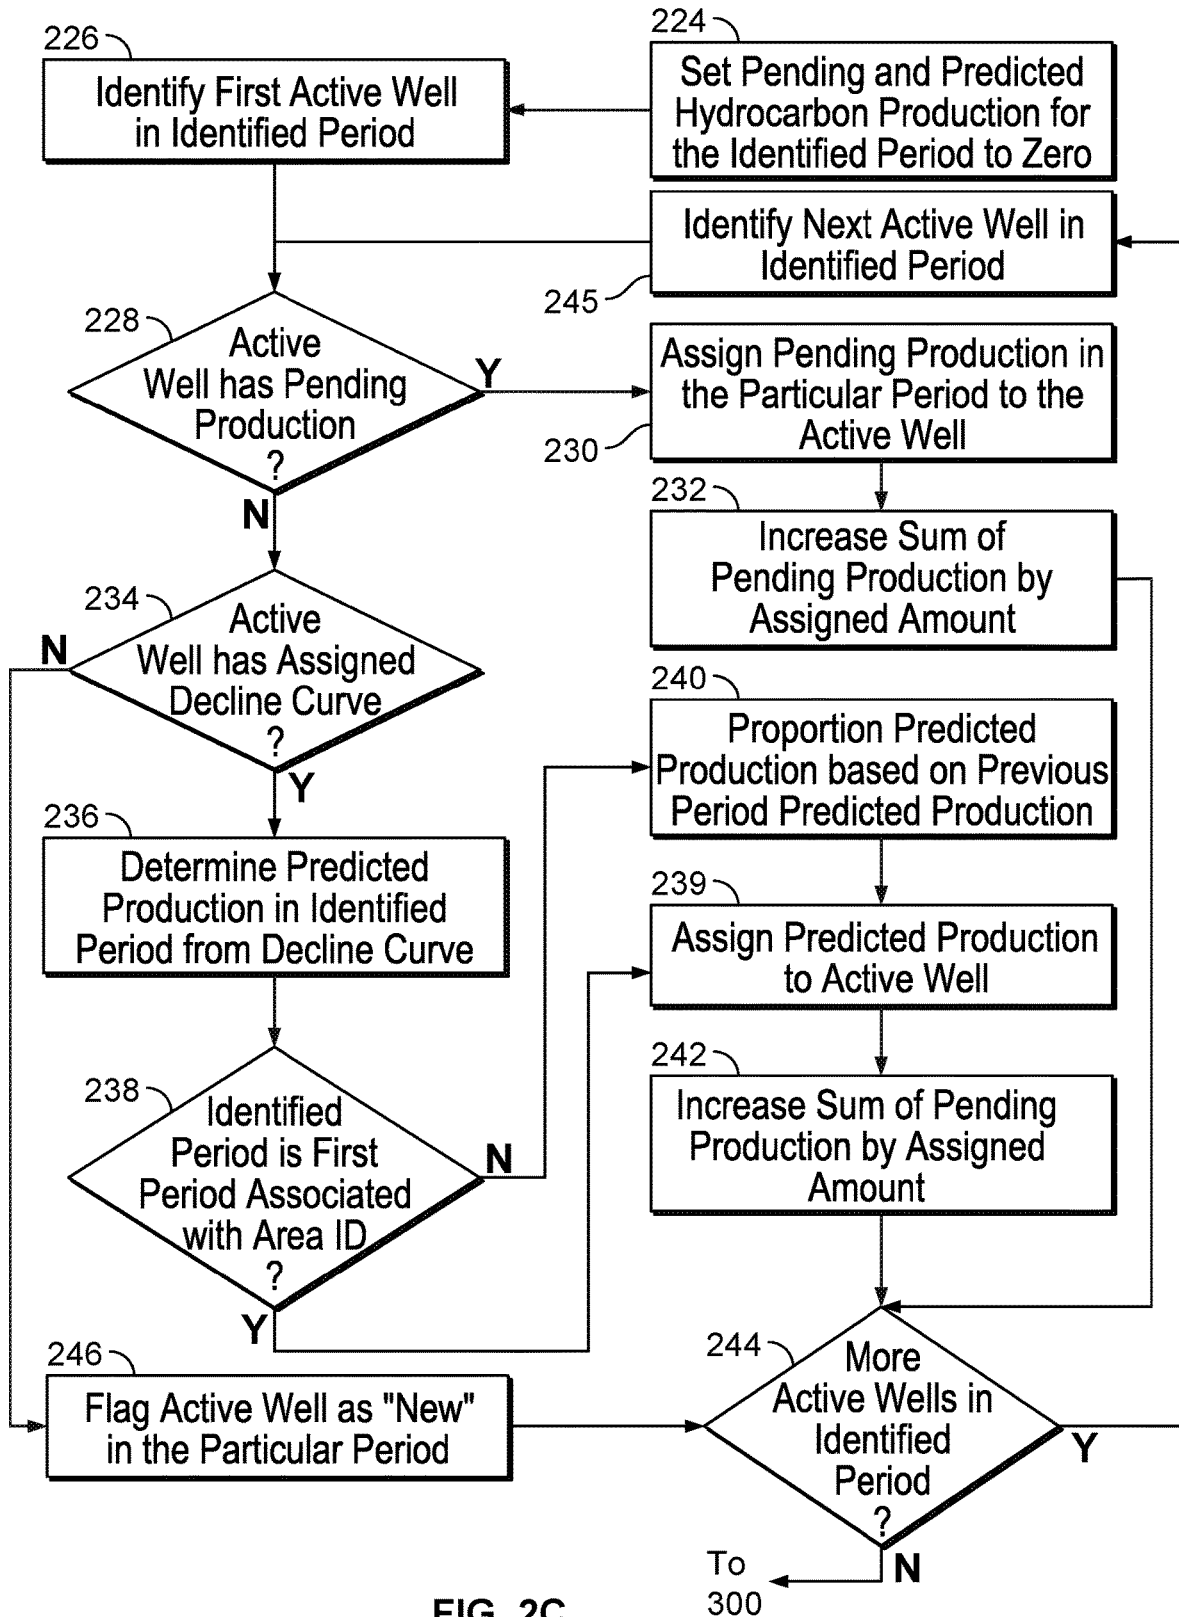 226
Identify First Active Well
in Identified Period
224
Set Pending and Predicted
Hydrocarbon Production for
the Identified Period to Zero
Identify Next Active Well in
Identified Period
245
228
Active
Well has Pending
Production
?
Y
N
Assign Pending Production in
the Particular Period to the
Active Well
230
232
Increase Sum of
Pending Production by
Assigned Amount
234
Active
Well has Assigned
Decline Curve
?
N
Y
240
Proportion Predicted
Production based on Previous
Period Predicted Production
236
Determine Predicted
Production in Identified
Period from Decline Curve
239
Assign Predicted Production
to Active Well
238
Identified
Period is First
Period Associated
with Area ID
?
N
Y
242
Increase Sum of Pending
Production by Assigned
Amount
246
Flag Active Well as "New"
in the Particular Period
244
More
Active Wells in
Identified
Period
?
Y
N
To
300
FIG. 2C